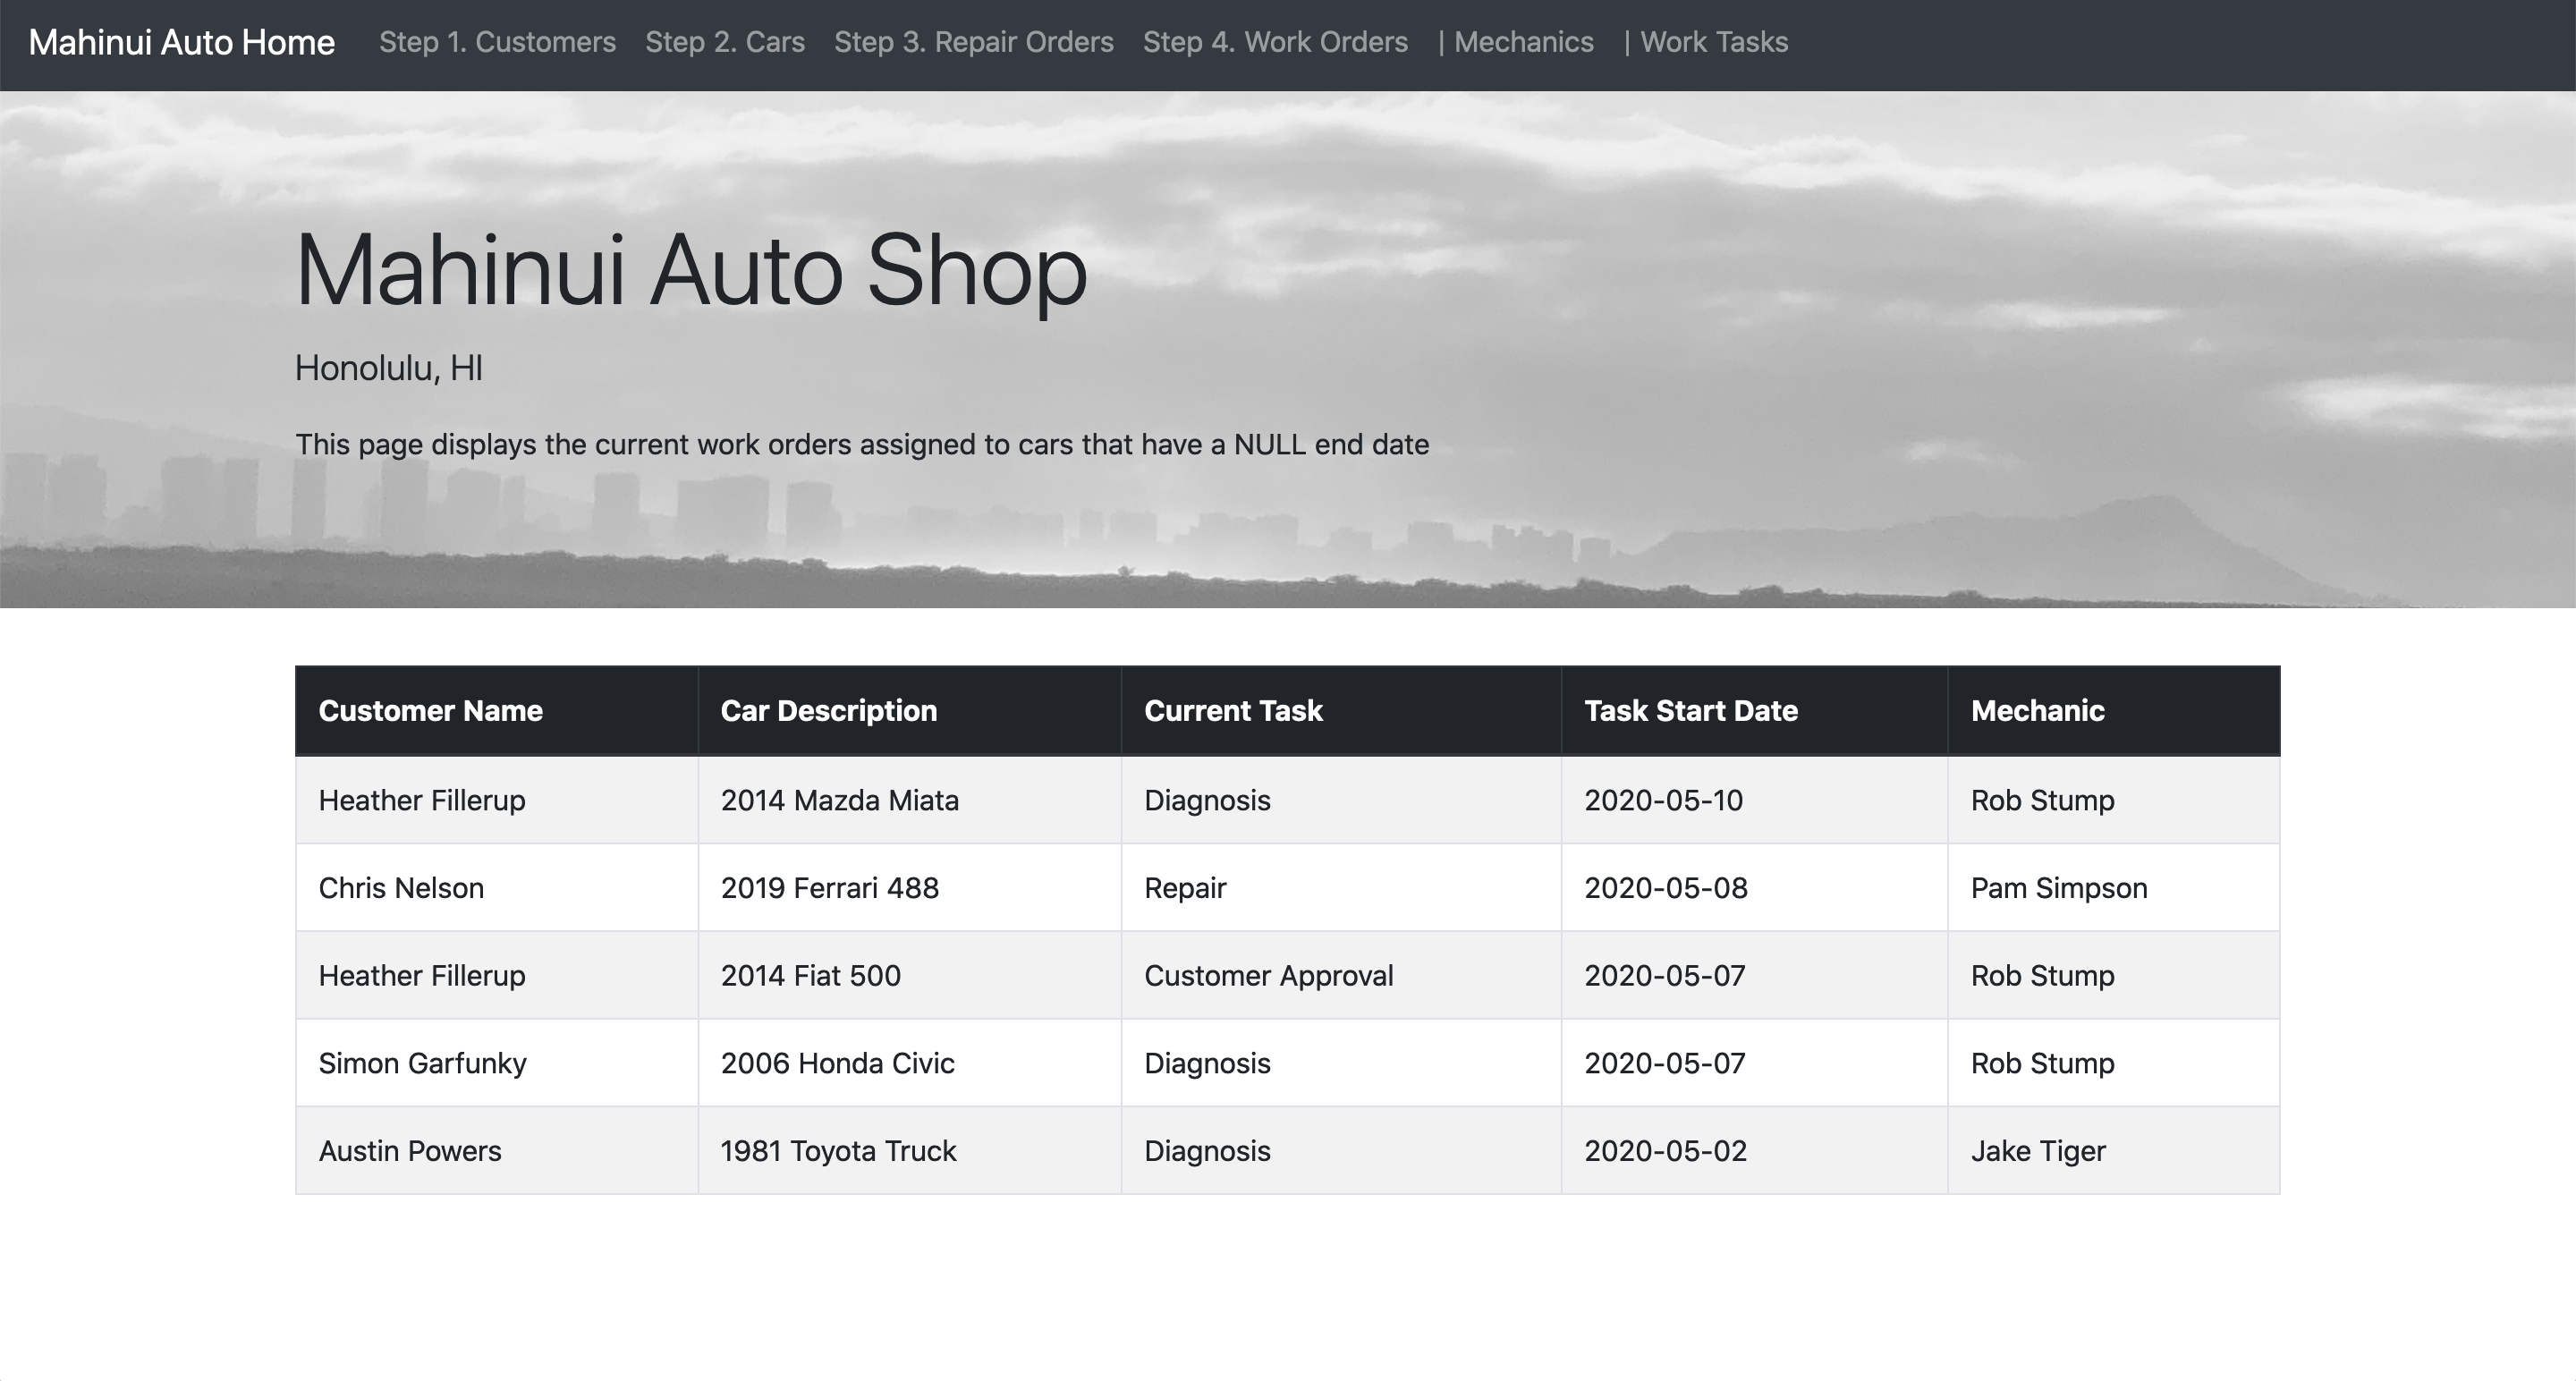 Mahinui Auto Home Step 1. Customers Step 2. Cars Step 3. Repair Orders Step 4. Work Orders | Mechanics | Work Tasks
Mahinui Auto Shop
Honolulu, HI
This page displays the current work orders assigned to cars that have a NULL end date
Customer Name Car Description Current Task Task Start Date Mechanic
Heather Fillerup 2014 Mazda Miata Diagnosis 2020-05-10 Rob Stump
Chris Nelson 2019 Ferrari 488 Repair 2020-05-08 Pam Simpson
Heather Fillerup 2014 Fiat 500 Customer Approval 2020-05-07 Rob Stump
Simon Garfunky 2006 Honda Civic Diagnosis 2020-05-07 Rob Stump
Austin Powers 1981 Toyota Truck Diagnosis 2020-05-02 Jake Tiger